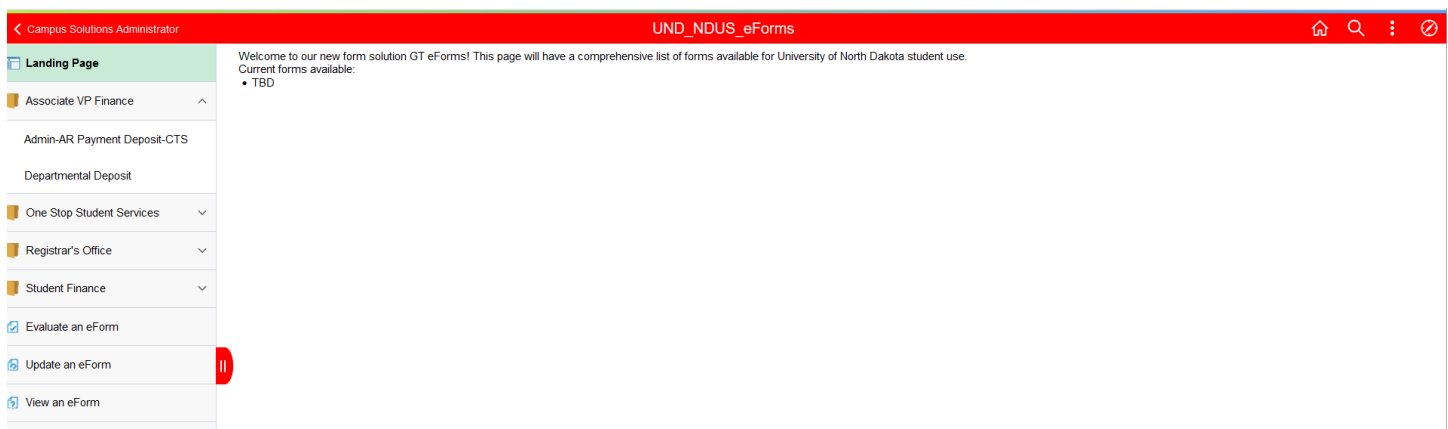 Campus Solutions Administrator
UND_NDUS_eForms
Landing Page
Associate VP Finance
Admin-AR Payment Deposit-CTS
Departmental Deposit
One Stop Student Services
Registrar's Office
Student Finance
Evaluate an eForm
Update an eForm
View an eForm
Welcome to our new form solution GT eForms! This page will have a comprehensive list of forms available for University of North Dakota student use.
Current forms available:
• TBD